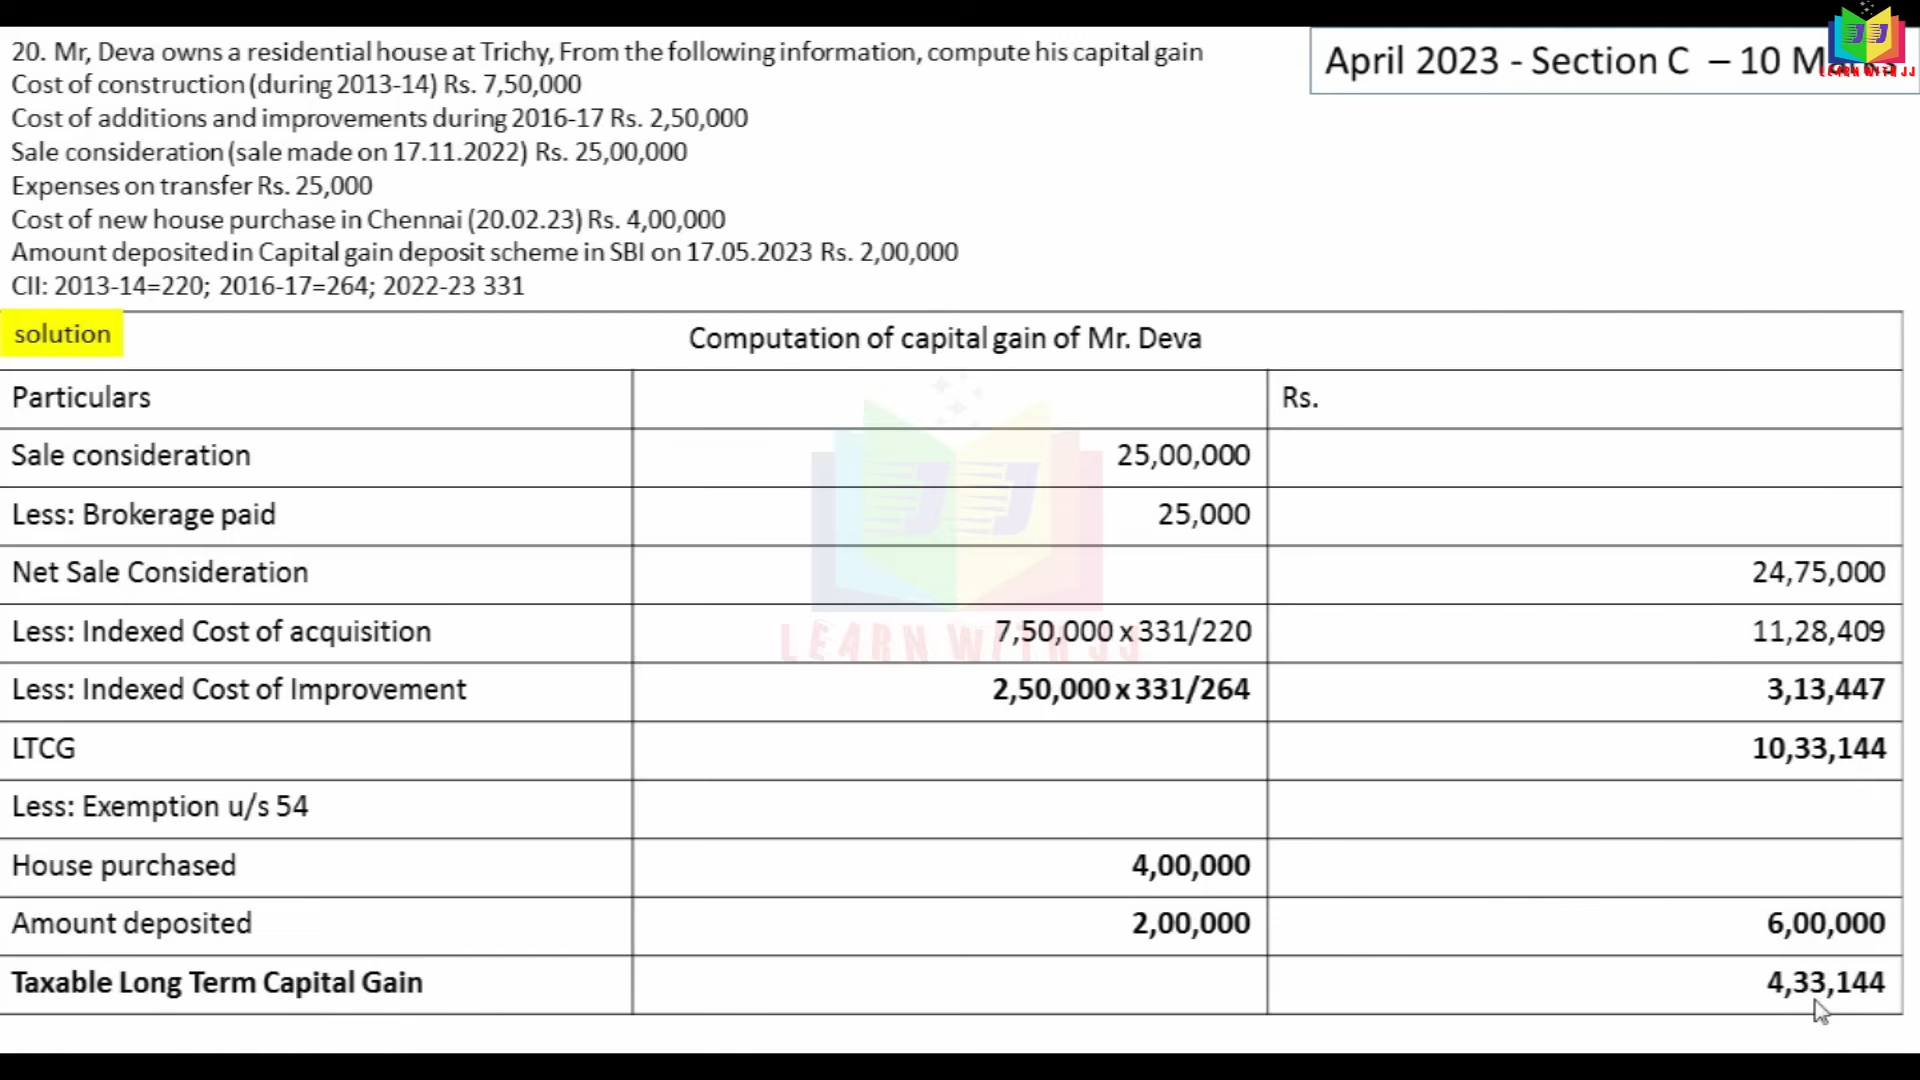 20. Mr, Deva owns a residential house at Trichy, From the following information, compute his capital gain
Cost of construction (during 2013-14) Rs. 7,50,000
Cost of additions and improvements during 2016-17 Rs. 2,50,000
Sale consideration (sale made on 17.11.2022) Rs. 25,00,000
Expenses on transfer Rs. 25,000
Cost of new house purchase in Chennai (20.02.23) Rs. 4,00,000
Amount deposited in Capital gain deposit scheme in SBI on 17.05.2023 Rs. 2,00,000
CII: 2013-14=220; 2016-17=264; 2022-23 331
April 2023 - Section C – 10
JJ
LEARN WITH JJ
solution
Computation of capital gain of Mr. Deva
Particulars Rs.
Sale consideration 25,00,000
Less: Brokerage paid 25,000
Net Sale Consideration 24,75,000
Less: Indexed Cost of acquisition 7,50,000 x 331/220 11,28,409
Less: Indexed Cost of Improvement 2,50,000 x 331/264 3,13,447
LTCG 10,33,144
Less: Exemption u/s 54
House purchased 4,00,000
Amount deposited 2,00,000 6,00,000
Taxable Long Term Capital Gain 4,33,144
JJ
LEARN WITH JJ